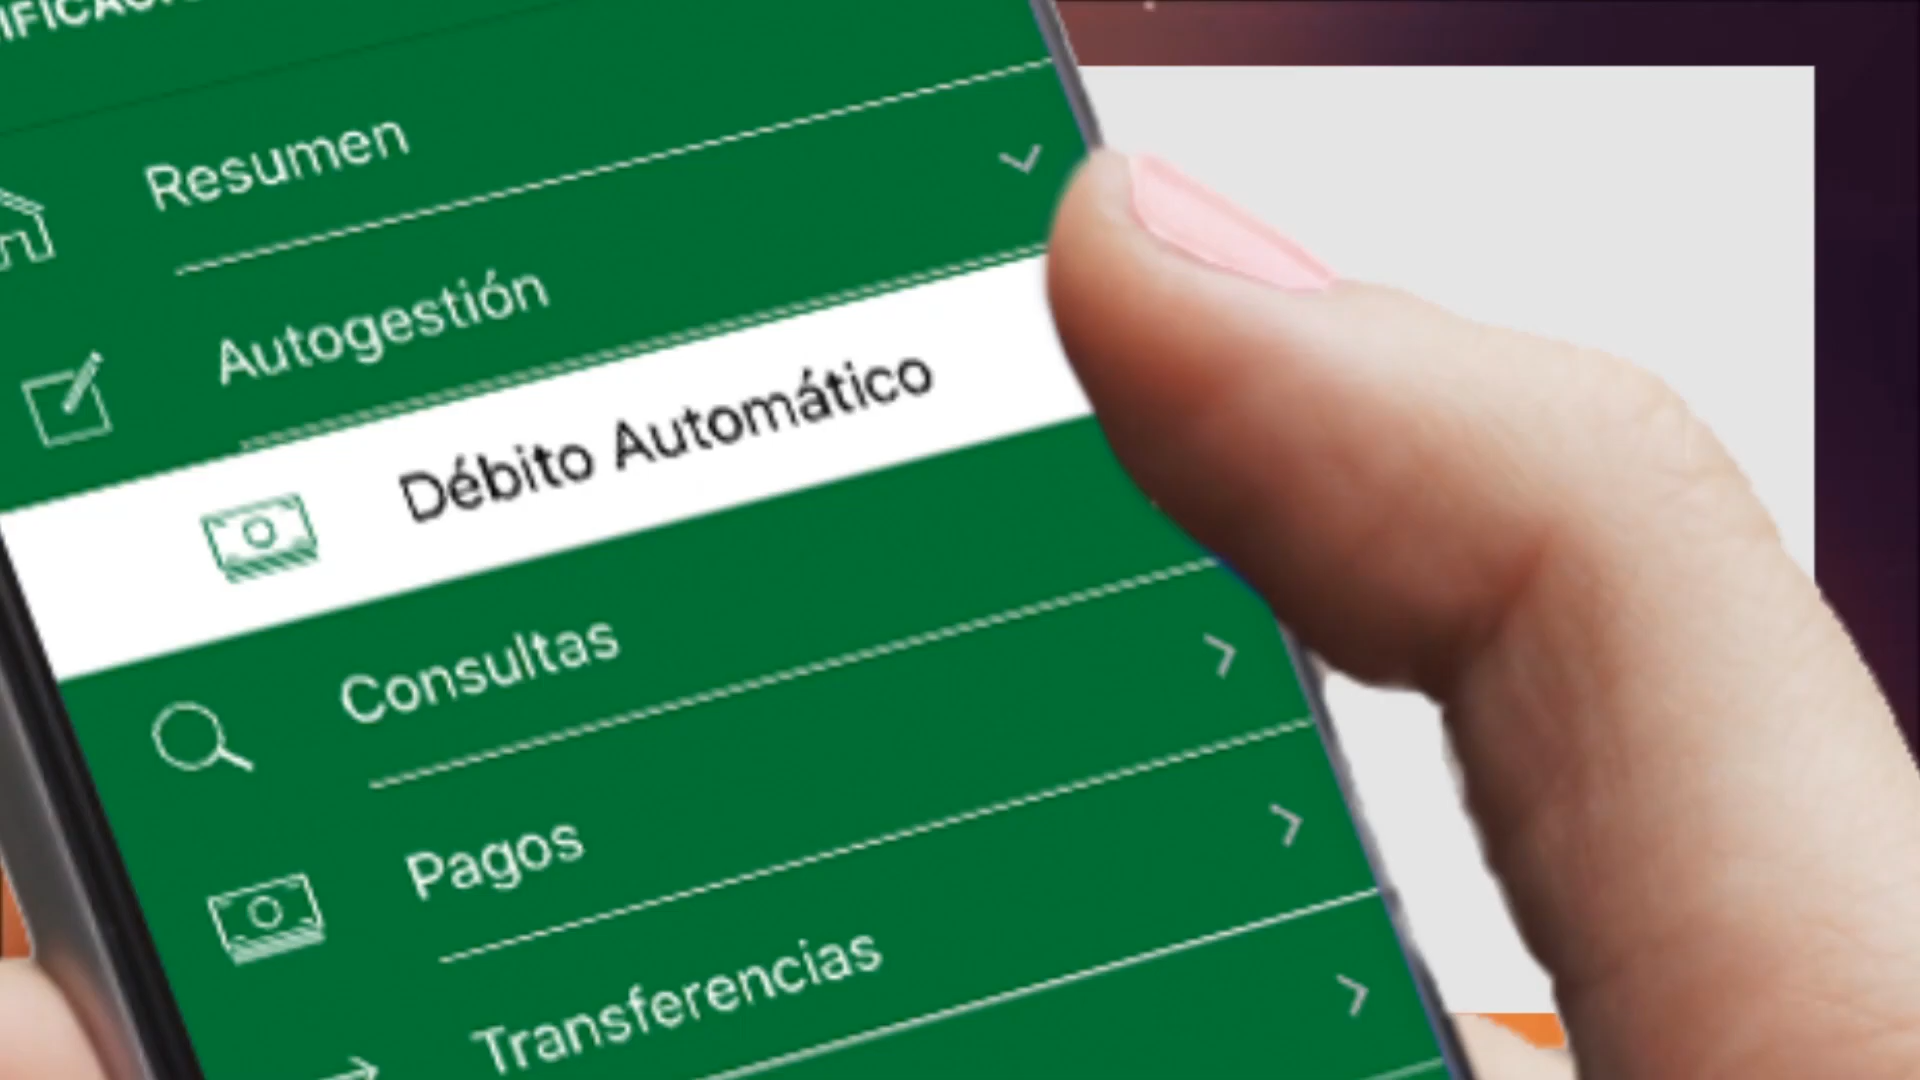 Resumen
Autogestión
Débito Automático
Consultas
Pagos
Transferencias